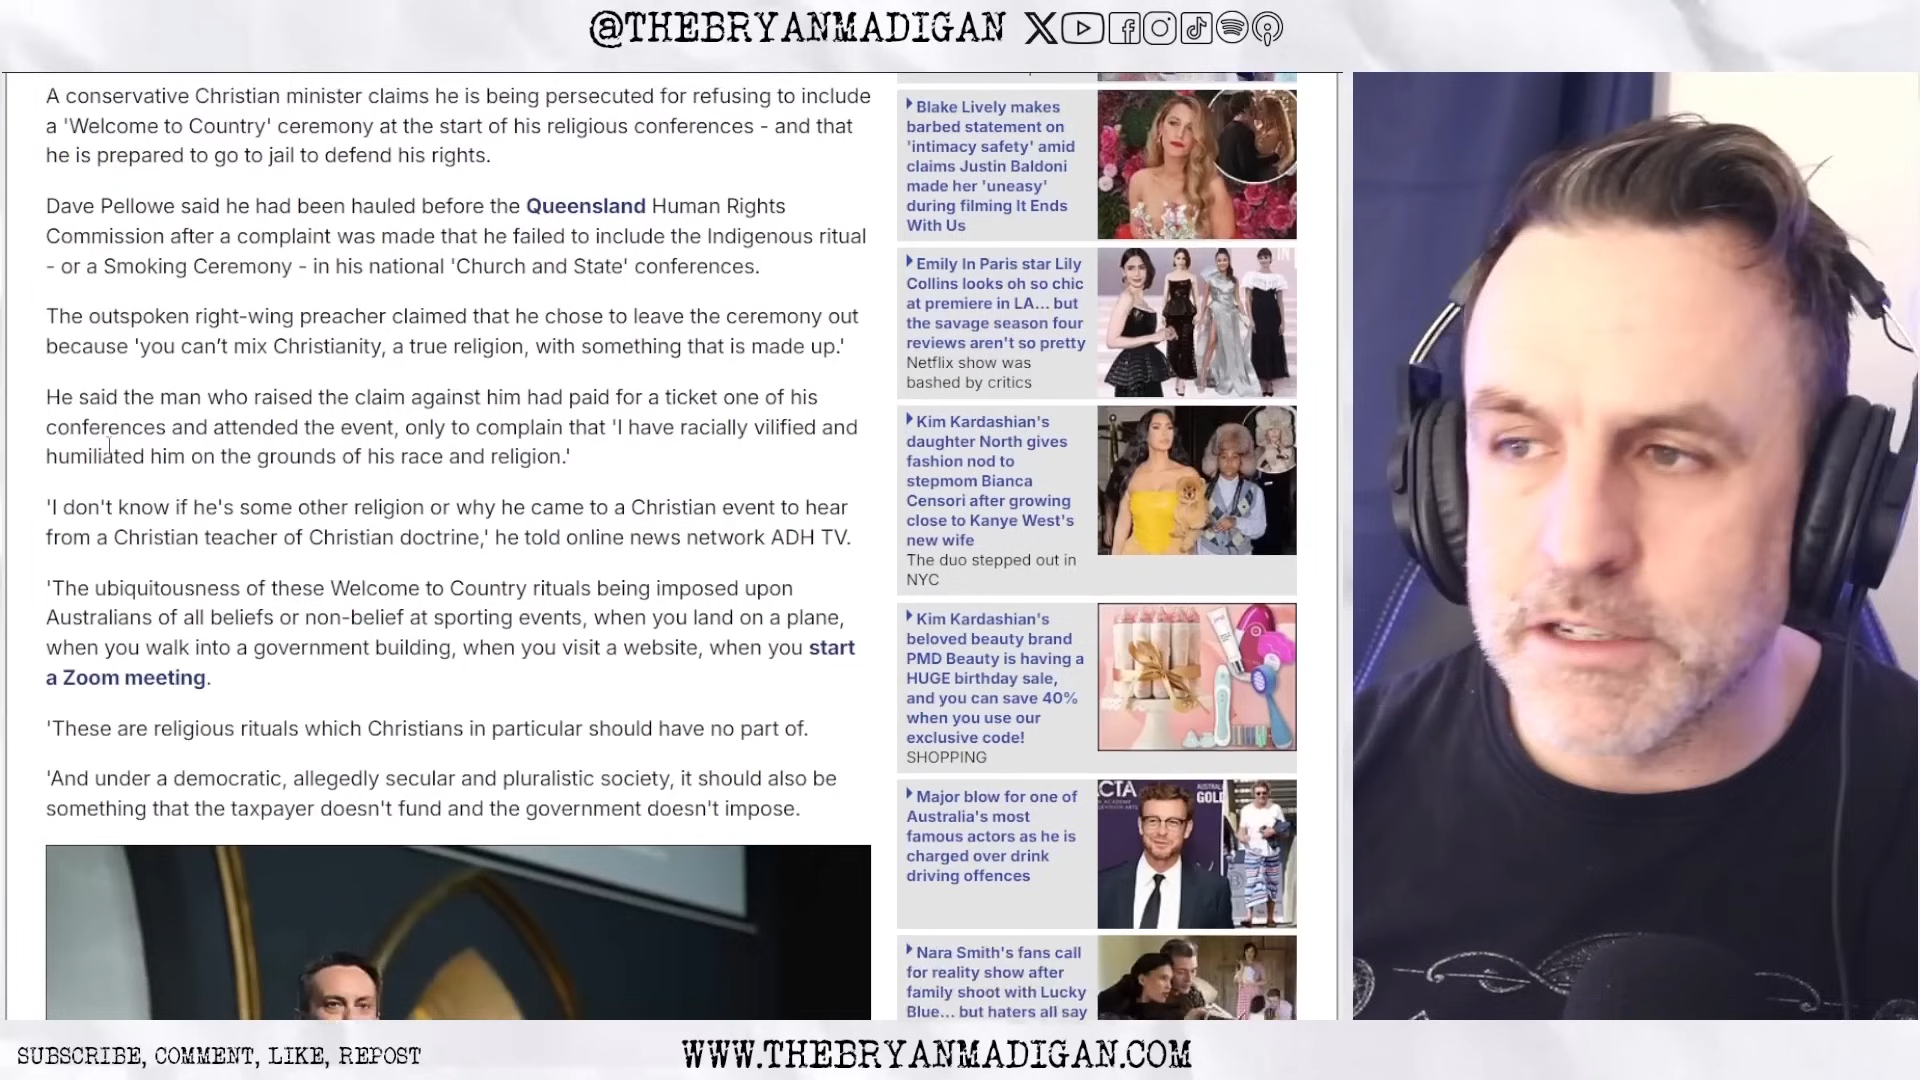 @THEBRYANMADIGAN
A conservative Christian minister claims he is being persecuted for refusing to include
a 'Welcome to Country' ceremony at the start of his religious conferences - and that
he is prepared to go to jail to defend his rights.
Dave Pellowe said he had been hauled before the Queensland Human Rights
Commission after a complaint was made that he failed to include the Indigenous ritual
- or a Smoking Ceremony - in his national 'Church and State' conferences.
The outspoken right-wing preacher claimed that he chose to leave the ceremony out
because 'you can’t mix Christianity, a true religion, with something that is made up.'
He said the man who raised the claim against him had paid for a ticket one of his
conferences and attended the event, only to complain that 'I have racially vilified and
humiliated him on the grounds of his race and religion.'
'I don't know if he's some other religion or why he came to a Christian event to hear
from a Christian teacher of Christian doctrine,' he told online news network ADH TV.
'The ubiquitousness of these Welcome to Country rituals being imposed upon
Australians of all beliefs or non-belief at sporting events, when you land on a plane,
when you walk into a government building, when you visit a website, when you start
a Zoom meeting.
'These are religious rituals which Christians in particular should have no part of.
'And under a democratic, allegedly secular and pluralistic society, it should also be
something that the taxpayer doesn't fund and the government doesn't impose.
Blake Lively makes
barbed statement on
'intimacy safety' amid
claims Justin Baldoni
made her 'uneasy'
during filming It Ends
With Us
Emily In Paris star Lily
Collins looks oh so chic
at premiere in LA... but
the savage season four
reviews aren't so pretty
Netflix show was
bashed by critics
Kim Kardashian's
daughter North gives
fashion nod to
stepmom Bianca
Censori after growing
close to Kanye West's
new wife
The duo stepped out in
NYC
Kim Kardashian's
beloved beauty brand
PMD Beauty is having a
HUGE birthday sale,
and you can save 40%
when you use our
exclusive code!
SHOPPING
Major blow for one of
Australia's most
famous actors as he is
charged over drink
driving offences
Nara Smith's fans call
for reality show after
family shoot with Lucky
Blue... but haters all say
SUBSCRIBE, COMMENT, LIKE, REPOST
WWW.THEBRYANMADIGAN.COM